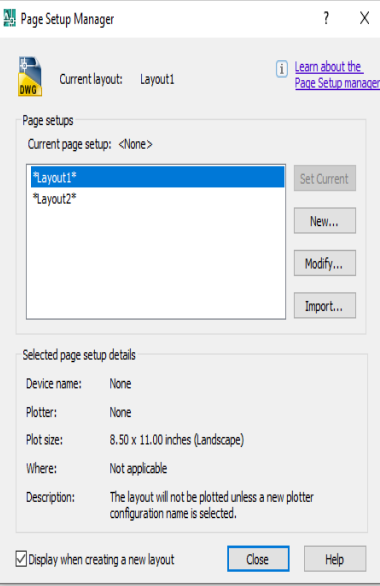 Page Setup Manager
? X
DWG
Current layout: Layout1
i
Learn about the
Page Setup manager
Page setups
Current page setup: <None>
*Layout1*
*Layout2*
Set Current
New...
Modify...
Import...
Selected page setup details
Device name: None
Plotter: None
Plot size: 8.50 x 11.00 inches (Landscape)
Where: Not applicable
Description: The layout will not be plotted unless a new plotter
configuration name is selected.
Display when creating a new layout
Close
Help